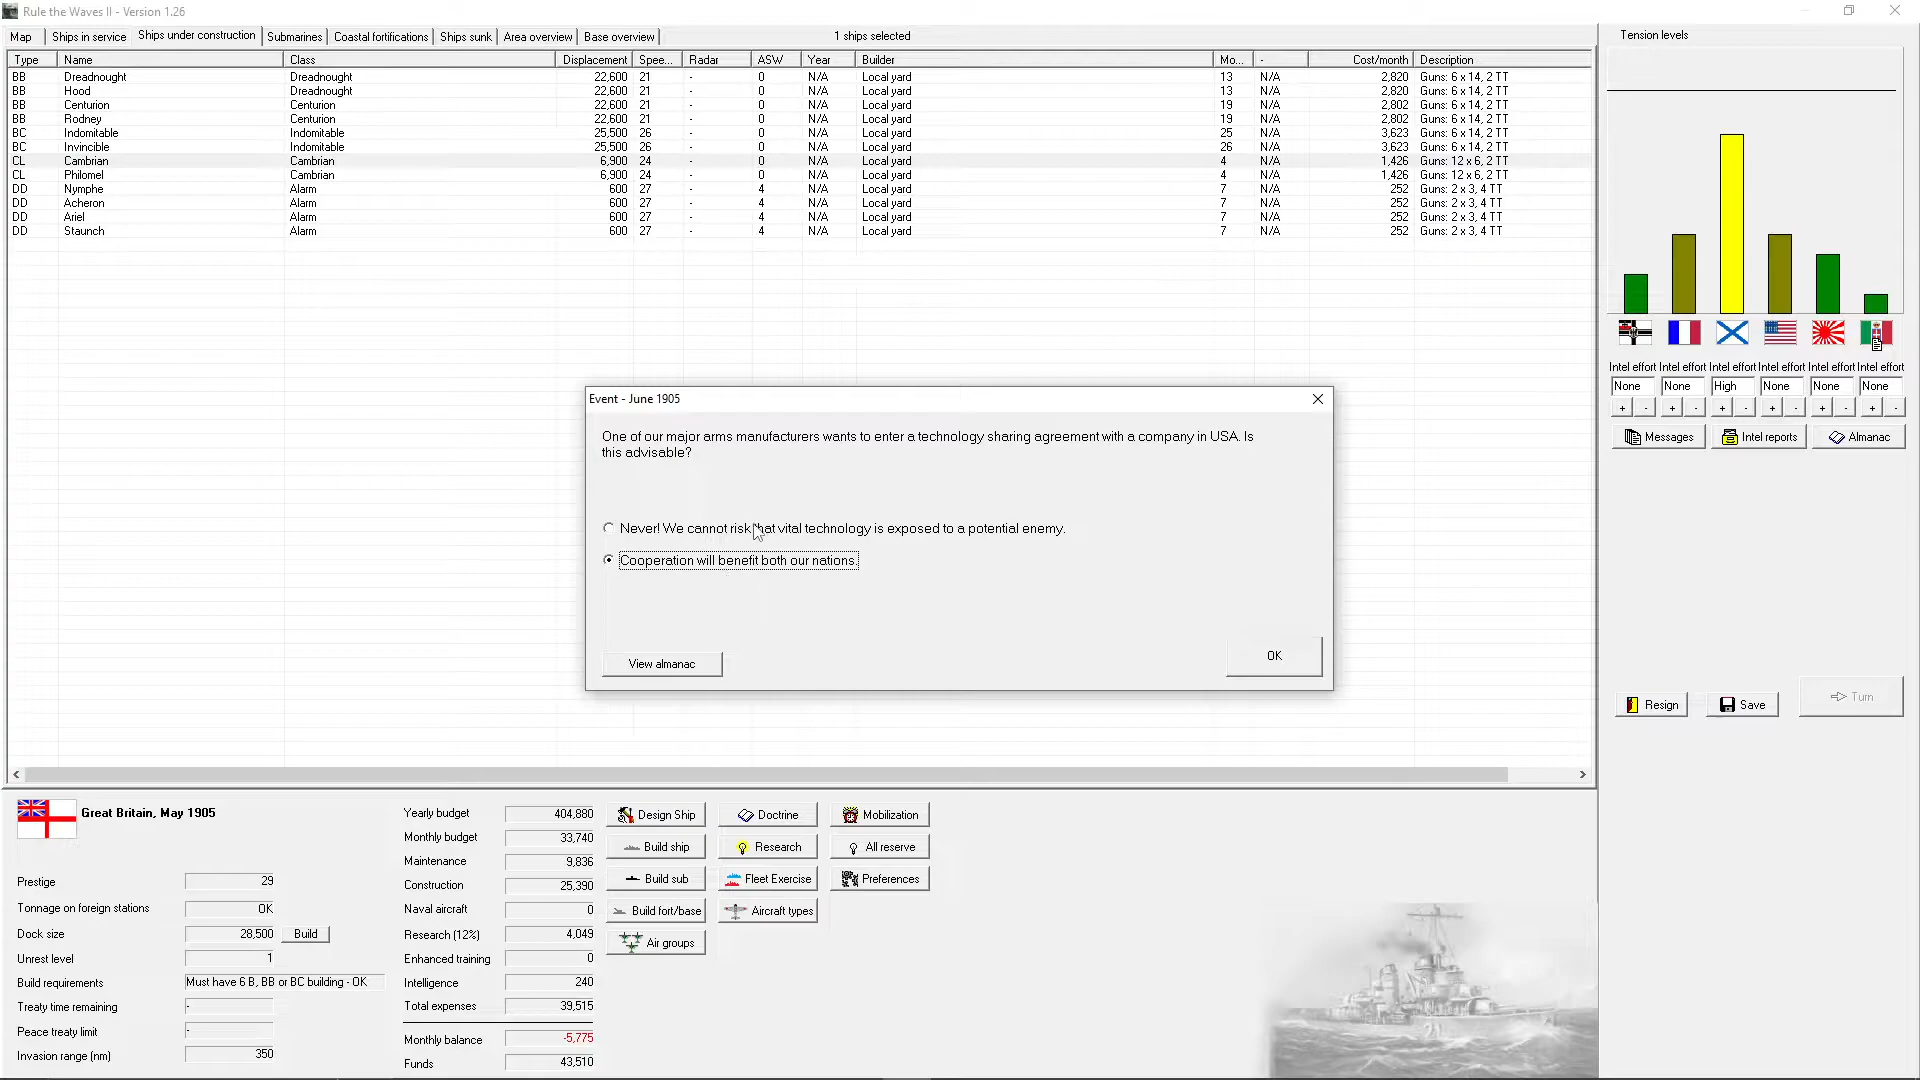 Rule the Waves II - Version 1.26
Map Ships in service Ships under construction Submarines Coastal fortifications Ships sunk Area overview Base overview 1 ships selected
Type Name Class Displacement Spee... Radar ASW Year Builder Mo... - Cost/month Description
BB Dreadnought Dreadnought 22,600 21 - 0 N/A Local yard 13 N/A 2,820 Guns: 6 x 14, 2 TT
BB Hood Dreadnought 22,600 21 - 0 N/A Local yard 13 N/A 2,820 Guns: 6 x 14, 2 TT
BB Centurion Centurion 22,600 21 - 0 N/A Local yard 19 N/A 2,802 Guns: 6 x 14, 2 TT
BB Rodney Centurion 22,600 21 - 0 N/A Local yard 19 N/A 2,802 Guns: 6 x 14, 2 TT
BC Indomitable Indomitable 25,500 26 - 0 N/A Local yard 25 N/A 3,623 Guns: 6 x 14, 2 TT
BC Invincible Indomitable 25,500 26 - 0 N/A Local yard 26 N/A 3,623 Guns: 6 x 14, 2 TT
CL Cambrian Cambrian 6,900 24 - 0 N/A Local yard 4 N/A 1,426 Guns: 12 x 6, 2 TT
CL Philomel Cambrian 6,900 24 - 0 N/A Local yard 4 N/A 1,426 Guns: 12 x 6, 2 TT
DD Nymphe Alarm 600 27 - 4 N/A Local yard 7 N/A 252 Guns: 2 x 3, 4 TT
DD Acheron Alarm 600 27 - 4 N/A Local yard 7 N/A 252 Guns: 2 x 3, 4 TT
DD Ariel Alarm 600 27 - 4 N/A Local yard 7 N/A 252 Guns: 2 x 3, 4 TT
DD Staunch Alarm 600 27 - 4 N/A Local yard 7 N/A 252 Guns: 2 x 3, 4 TT
Tension levels
Intel effort Intel effort Intel effort Intel effort Intel effort Intel effort
None None High None None None
+ - + - + - + - + - + -
Messages Intel reports Almanac
Resign Save Turn
Event - June 1905
One of our major arms manufacturers wants to enter a technology sharing agreement with a company in USA. Is
this advisable?
Never! We cannot risk that vital technology is exposed to a potential enemy.
Cooperation will benefit both our nations.
View almanac OK
Great Britain, May 1905
Prestige 29
Tonnage on foreign stations OK
Dock size 28,500 Build
Unrest level 1
Build requirements Must have 6 B, BB or BC building - OK
Treaty time remaining -
Peace treaty limit -
Invasion range (nm) 350
Yearly budget 404,880
Monthly budget 33,740
Maintenance 9,836
Construction 25,390
Naval aircraft 0
Research (12%) 4,049
Enhanced training 0
Intelligence 240
Total expenses 39,515
Monthly balance -5,775
Funds 43,510
Design Ship Doctrine Mobilization
Build ship Research All reserve
Build sub Fleet Exercise Preferences
Build fort/base Aircraft types
Air groups